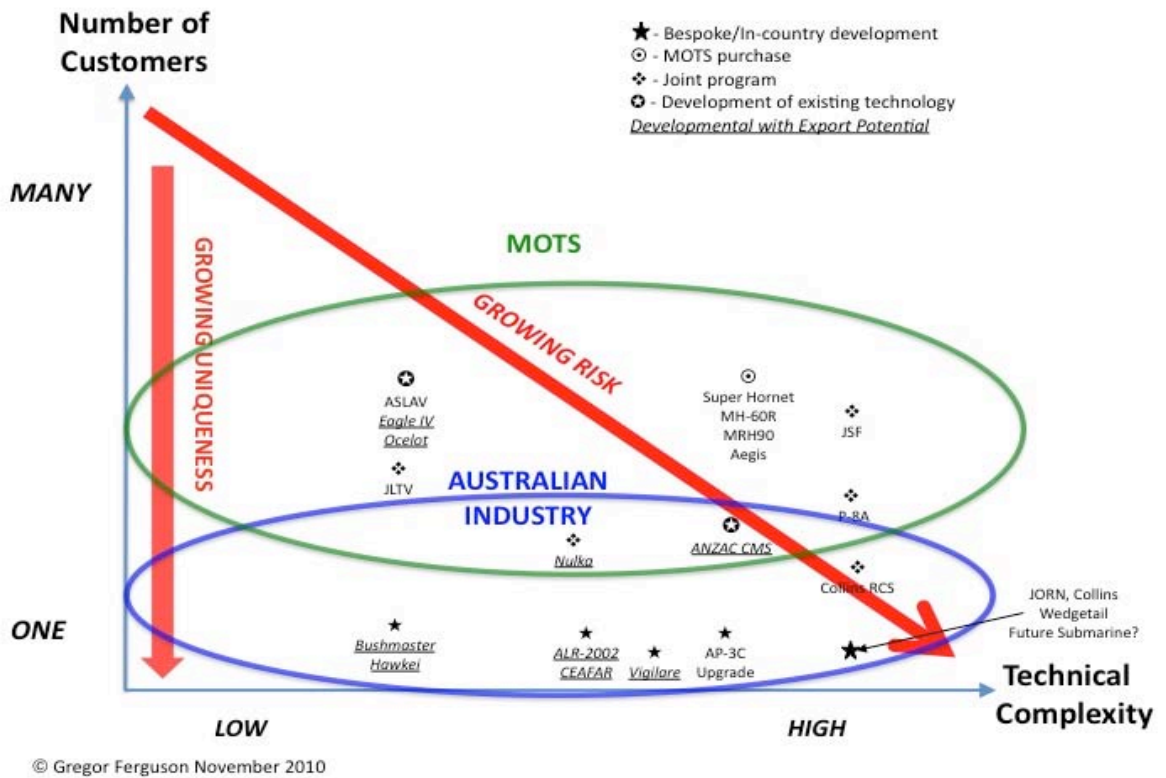 Number of
Customers
★ - Bespoke/In-country development
☉ - MOTS purchase
❖ - Joint program
✪ - Development of existing technology
Developmental with Export Potential
MANY
MOTS
GROWING UNIQUENESS
GROWING RISK
ASLAV
Eagle IV
Ocelot
Super Hornet
MH-60R
MRH90
Aegis
JSF
JLTV
AUSTRALIAN
INDUSTRY
P-8A
Nulka
ANZAC CMS
Collins RCS
ONE
Bushmaster
Hawkei
ALR-2002
CEAFAR
Vigilare
AP-3C
Upgrade
JORN, Collins
Wedgetail
Future Submarine?
Technical
Complexity
LOW
HIGH
© Gregor Ferguson November 2010